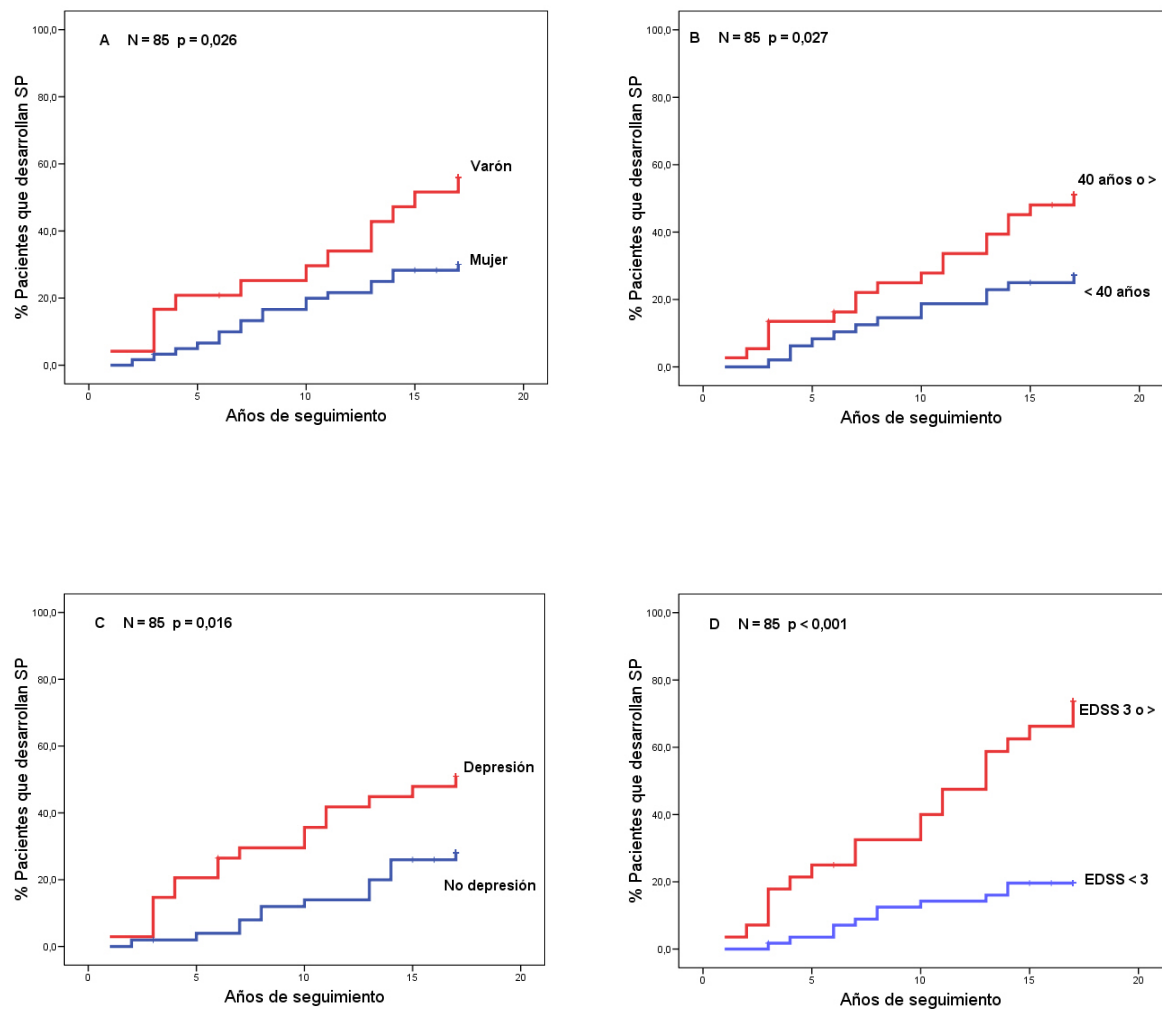 A N = 85 p = 0,026
% Pacientes que desarrollan SP
100,0
80,0
60,0
40,0
20,0
0,0
Varón
Mujer
0 5 10 15 20
Años de seguimiento
B N = 85 p = 0,027
% Pacientes que desarrollan SP
100,0
80,0
60,0
40,0
20,0
0,0
40 años o >
< 40 años
0 5 10 15 20
Años de seguimiento
C N = 85 p = 0,016
% Pacientes que desarrollan SP
100,0
80,0
60,0
40,0
20,0
0,0
Depresión
No depresión
0 5 10 15 20
Años de seguimiento
D N = 85 p < 0,001
% Pacientes que desarrollan SP
100,0
80,0
60,0
40,0
20,0
0,0
EDSS 3 o >
EDSS < 3
0 5 10 15 20
Años de seguimiento